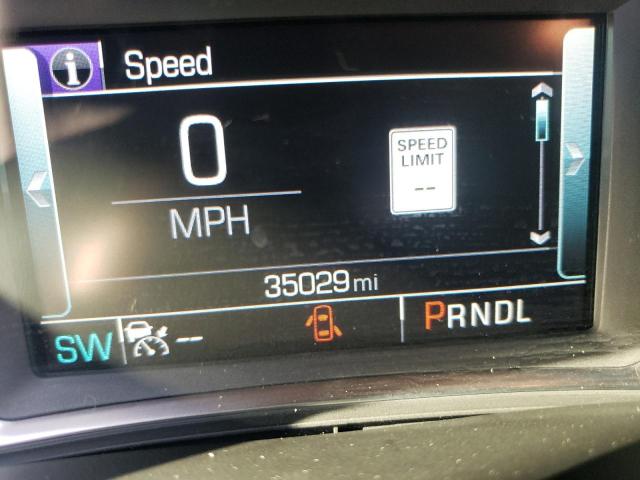 i Speed
0
MPH
SPEED
LIMIT
--
35029 mi
SW -- PRNDL